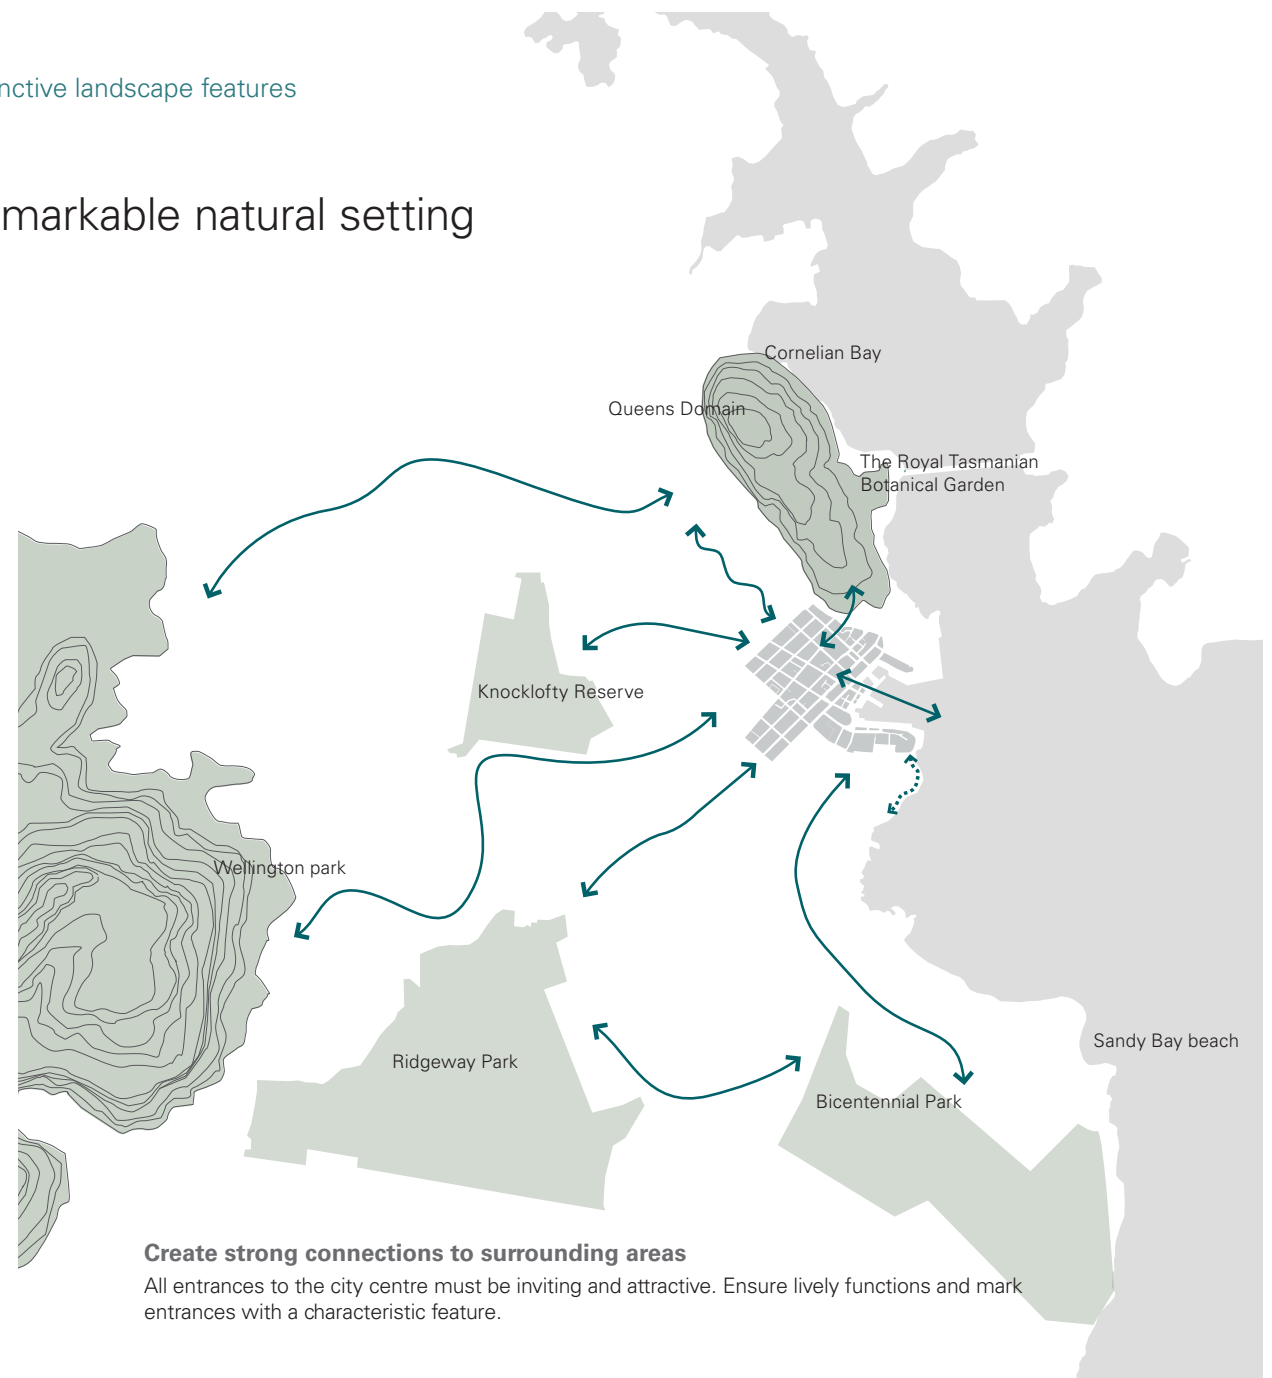 nctive landscape features
markable natural setting
Cornelian Bay
Queens Domain
The Royal Tasmanian
Botanical Garden
Knocklofty Reserve
Wellington park
Sandy Bay beach
Ridgeway Park
Bicentennial Park
Create strong connections to surrounding areas
All entrances to the city centre must be inviting and attractive. Ensure lively functions and mark
entrances with a characteristic feature.